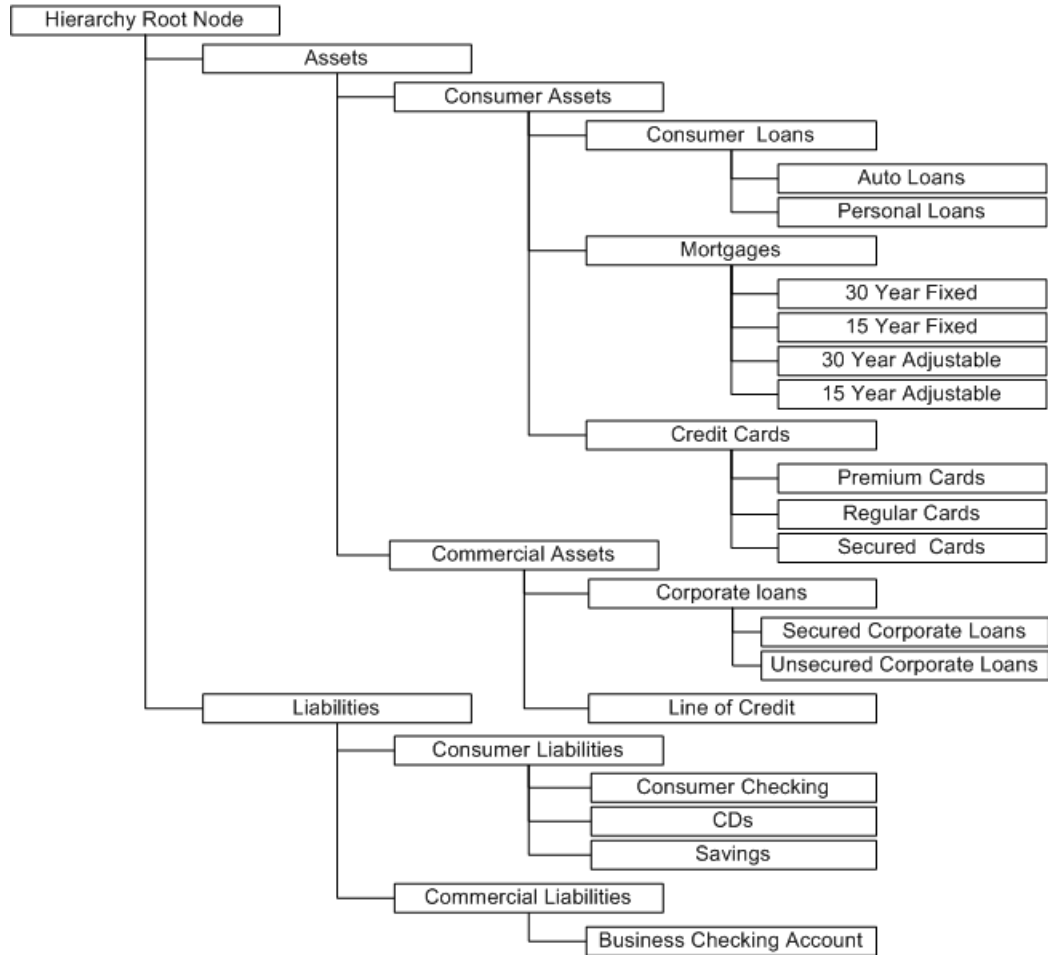 Hierarchy Root Node
Assets
Consumer Assets
Consumer Loans
Auto Loans
Personal Loans
Mortgages
30 Year Fixed
15 Year Fixed
30 Year Adjustable
15 Year Adjustable
Credit Cards
Premium Cards
Regular Cards
Secured Cards
Commercial Assets
Corporate loans
Secured Corporate Loans
Unsecured Corporate Loans
Line of Credit
Liabilities
Consumer Liabilities
Consumer Checking
CDs
Savings
Commercial Liabilities
Business Checking Account